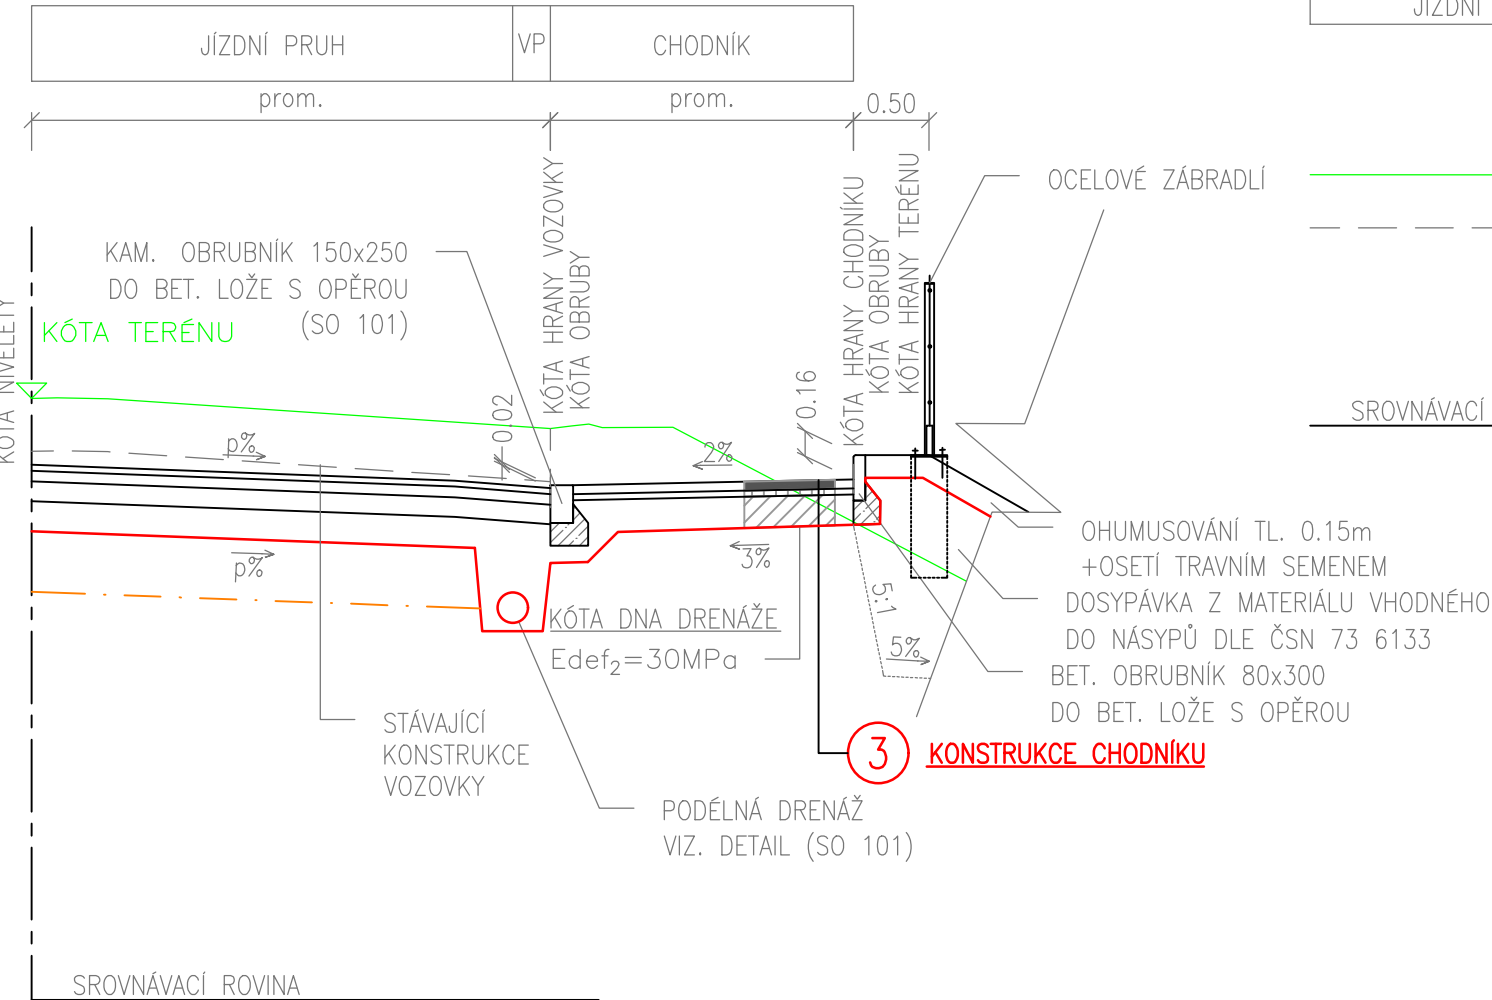 JÍZDNÍ PRUH
VP
CHODNÍK
JÍZDNÍ
prom.
prom.
0.50
KÓTA HRANY VOZOVKY
KÓTA OBRUBY
KÓTA HRANY CHODNÍKU
KÓTA OBRUBY
KÓTA HRANY TERÉNU
OCELOVÉ ZÁBRADLÍ
KAM. OBRUBNÍK 150x250
DO BET. LOŽE S OPĚROU
(SO 101)
KÓTA NIVELETY
KÓTA TERÉNU
0.02
0.16
SROVNÁVACÍ
p%
2%
p%
3%
OHUMUSOVÁNÍ TL. 0.15m
+OSETÍ TRAVNÍM SEMENEM
5:1
5%
DOSYPÁVKA Z MATERIÁLU VHODNÉHO
DO NÁSYPŮ DLE ČSN 73 6133
KÓTA DNA DRENÁŽE
Edef₂=30MPa
BET. OBRUBNÍK 80x300
DO BET. LOŽE S OPĚROU
STÁVAJÍCÍ
KONSTRUKCE
VOZOVKY
3
KONSTRUKCE CHODNÍKU
PODÉLNÁ DRENÁŽ
VIZ. DETAIL (SO 101)
SROVNÁVACÍ ROVINA